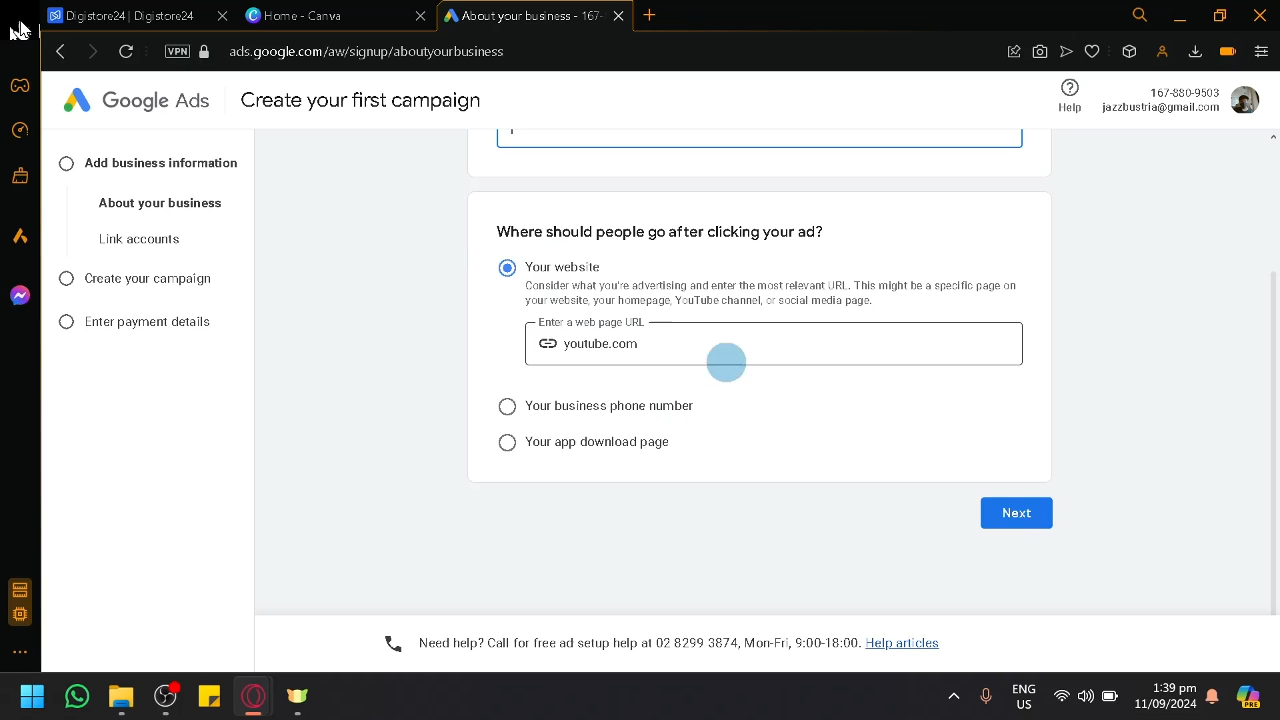 Digistore24 | Digistore24
Home - Canva
About your business - 167-
VPN
ads.google.com/aw/signup/aboutyourbusiness
Google Ads
Create your first campaign
Help
167-880-9503
jazzbustria@gmail.com
Add business information
About your business
Link accounts
Create your campaign
Enter payment details
Where should people go after clicking your ad?
Your website
Consider what you're advertising and enter the most relevant URL. This might be a specific page on
your website, your homepage, YouTube channel, or social media page.
Enter a web page URL
youtube.com
Your business phone number
Your app download page
Next
Need help? Call for free ad setup help at 02 8299 3874, Mon-Fri, 9:00-18:00. Help articles
ENG
US
1:39 pm
11/09/2024
PRE